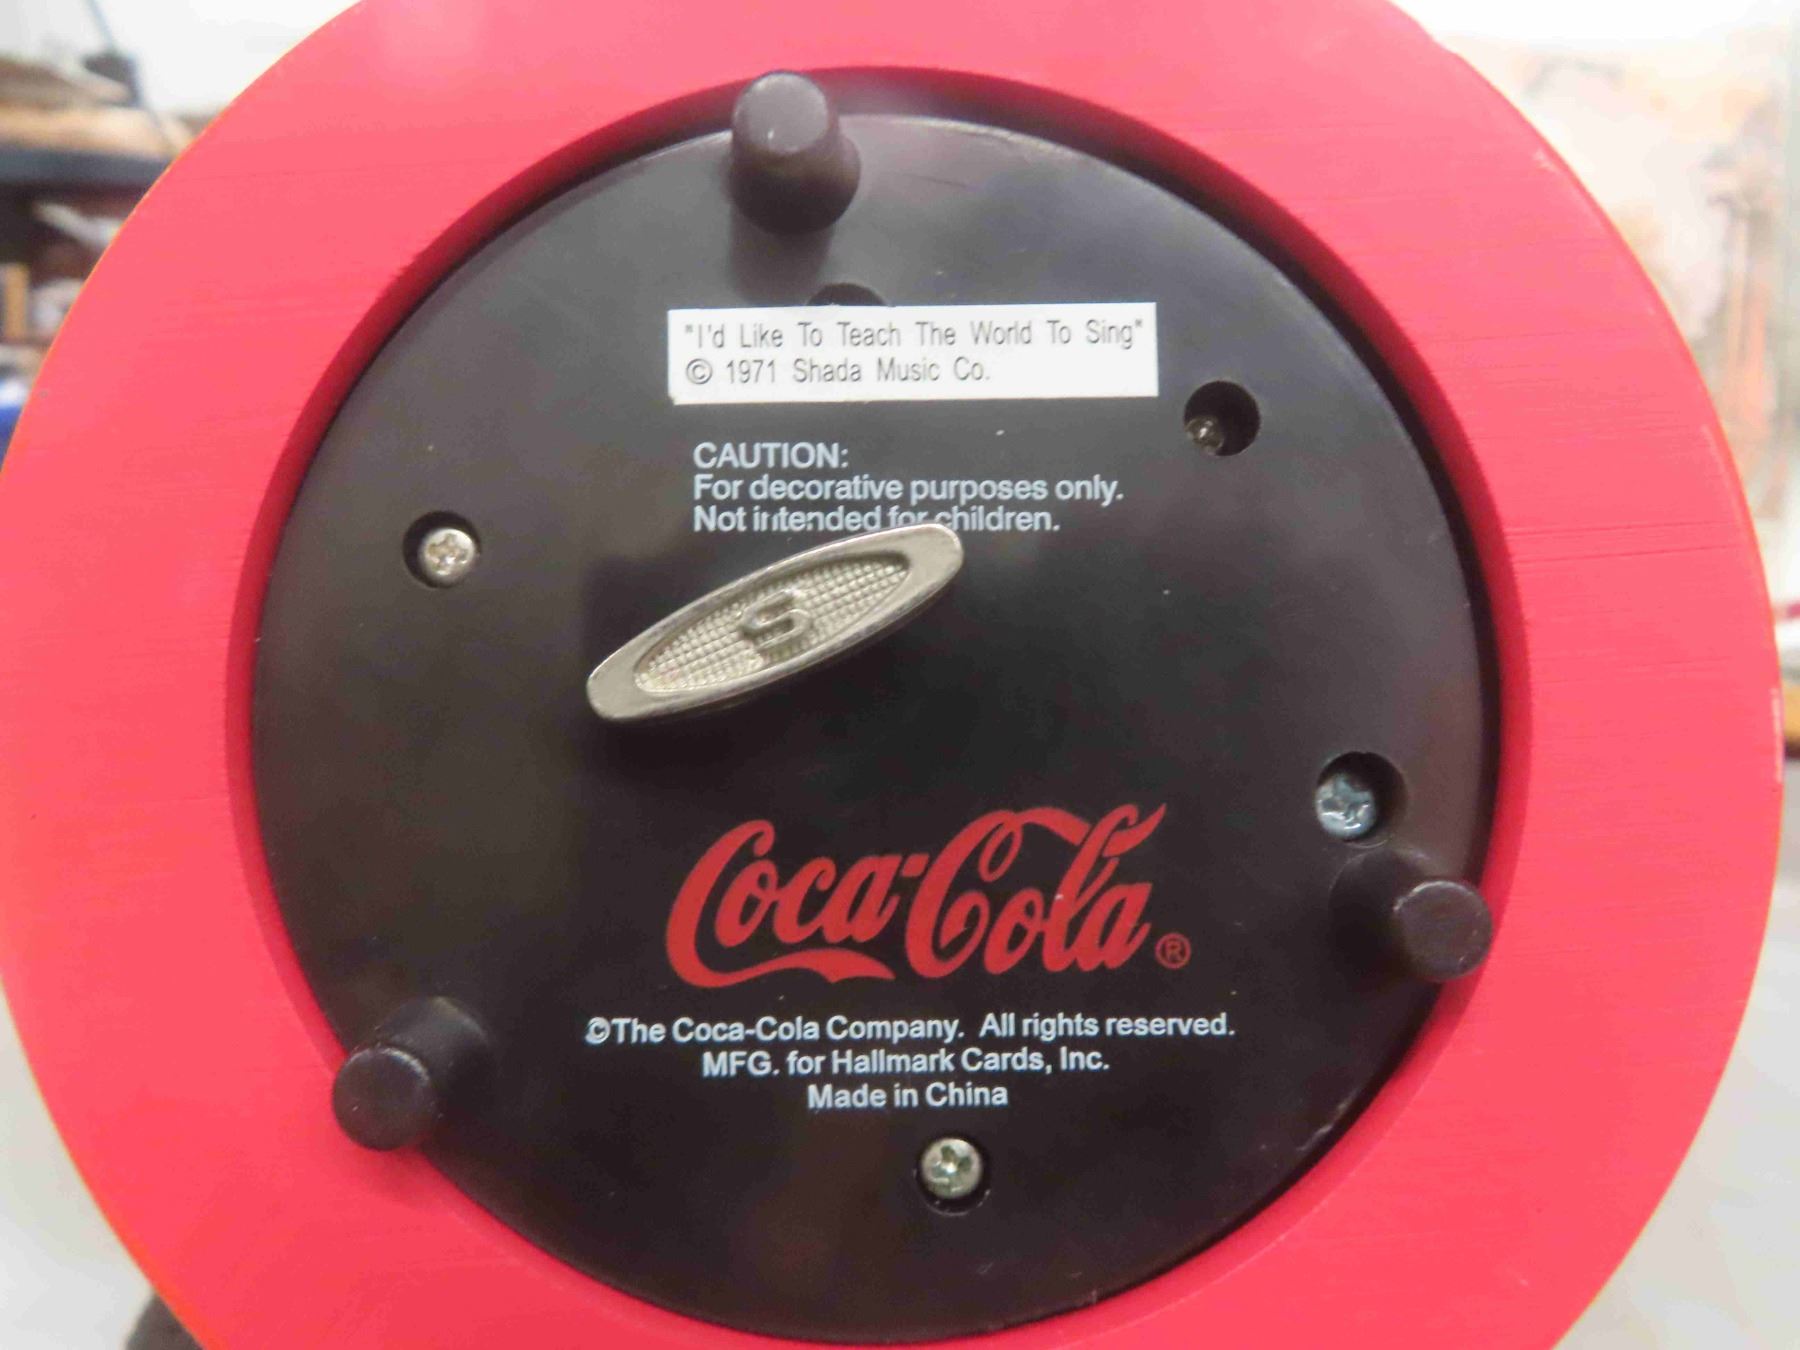 "I'd Like To Teach The World To Sing"
© 1971 Shada Music Co.
CAUTION:
For decorative purposes only.
Not intended for children.
S
Coca-Cola®
©The Coca-Cola Company. All rights reserved.
MFG. for Hallmark Cards, Inc.
Made in China